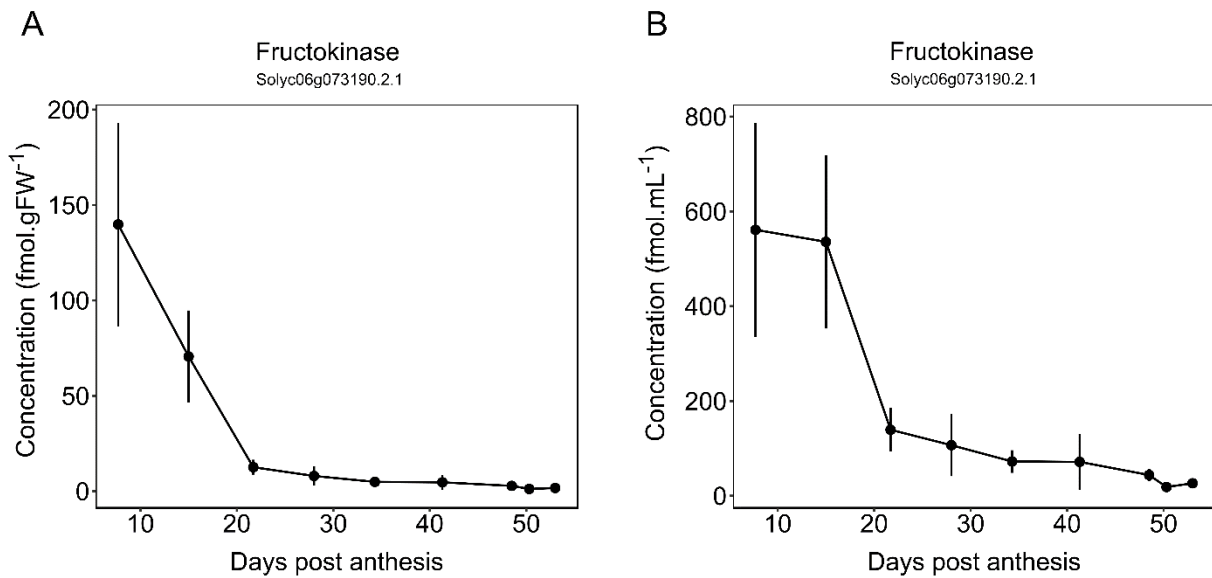 A
Fructokinase
Solyc06g073190.2.1
Concentration (fmol.gFW⁻¹)
200
150
100
50
0
10 20 30 40 50
Days post anthesis
B
Fructokinase
Solyc06g073190.2.1
Concentration (fmol.mL⁻¹)
800
600
400
200
0
10 20 30 40 50
Days post anthesis